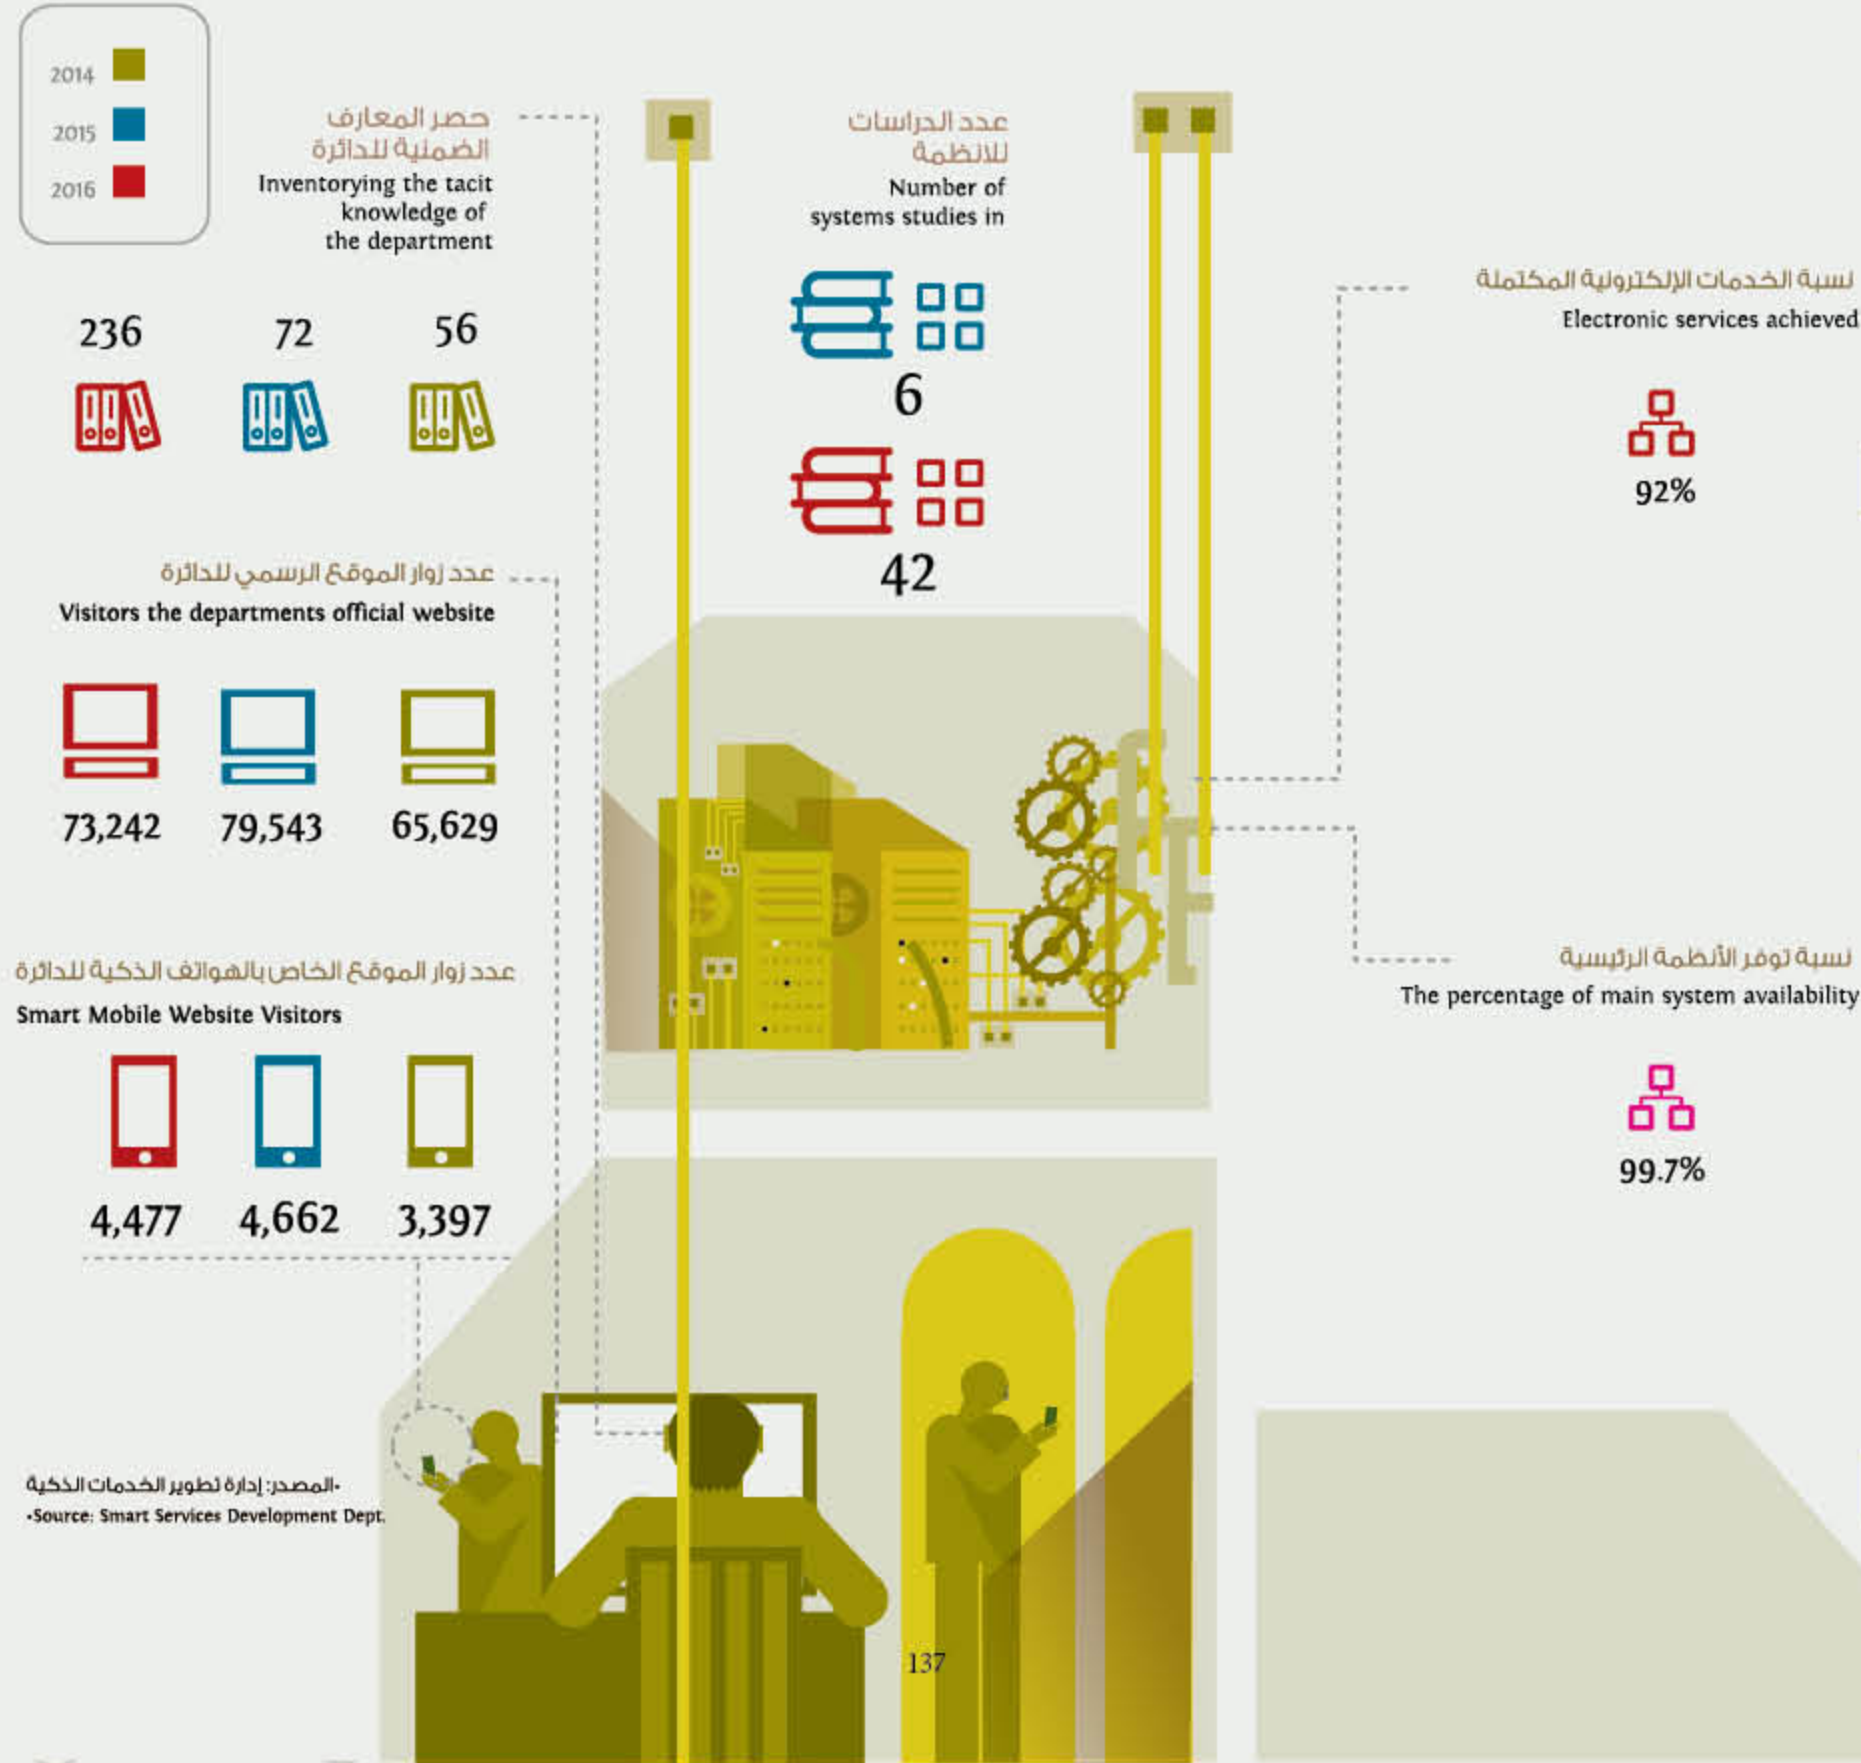 2014
2015
2016
حصر المعارف
الضمنية للدائرة
Inventorying the tacit
knowledge of
the department
236 72 56
عدد زوار الموقع الرسمي للدائرة
Visitors the departments official website
73,242 79,543 65,629
عدد زوار الموقع الخاص بالهواتف الذكية للدائرة
Smart Mobile Website Visitors
4,477 4,662 3,397
•المصدر: إدارة تطوير الخدمات الذكية
•Source: Smart Services Development Dept.
عدد الدراسات
للانظمة
Number of
systems studies in
6
42
نسبة الخدمات الإلكترونية المكتملة
Electronic services achieved
92%
نسبة توفر الأنظمة الرئيسية
The percentage of main system availability
99.7%
137